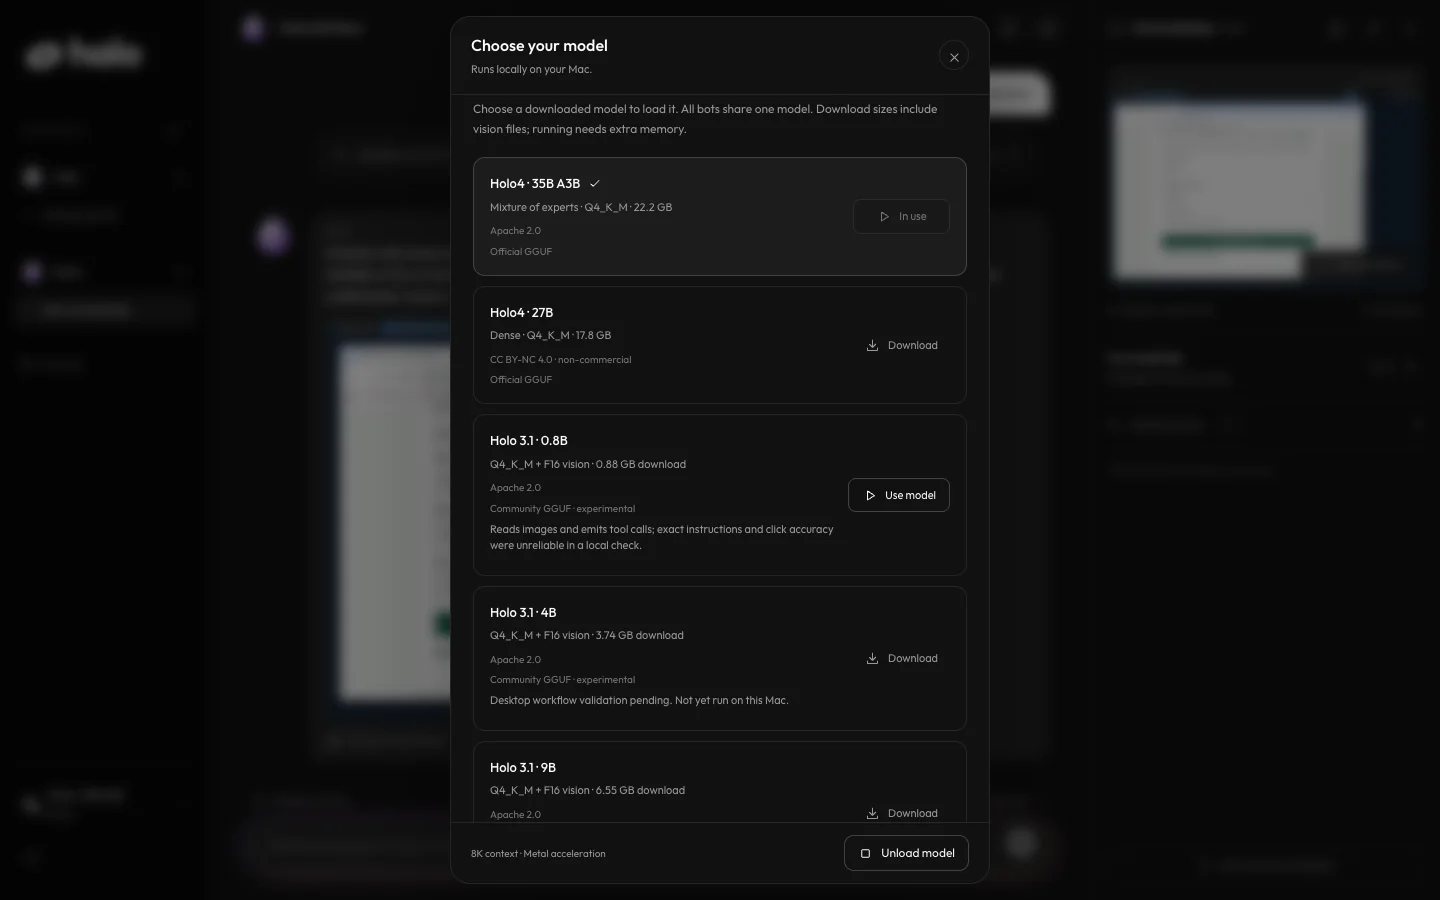 holo
Choose your model
Runs locally on your Mac.
Choose a downloaded model to load it. All bots share one model. Download sizes include
vision files; running needs extra memory.
Holo4 · 35B A3B
Mixture of experts · Q4_K_M · 22.2 GB
Apache 2.0
Official GGUF
In use
Holo4 · 27B
Dense · Q4_K_M · 17.8 GB
CC BY-NC 4.0 · non-commercial
Official GGUF
Download
Holo 3.1 · 0.8B
Q4_K_M + F16 vision · 0.88 GB download
Apache 2.0
Community GGUF · experimental
Reads images and emits tool calls; exact instructions and click accuracy
were unreliable in a local check.
Use model
Holo 3.1 · 4B
Q4_K_M + F16 vision · 3.74 GB download
Apache 2.0
Community GGUF · experimental
Desktop workflow validation pending. Not yet run on this Mac.
Download
Holo 3.1 · 9B
Q4_K_M + F16 vision · 6.55 GB download
Apache 2.0
Download
8K context · Metal acceleration
Unload model